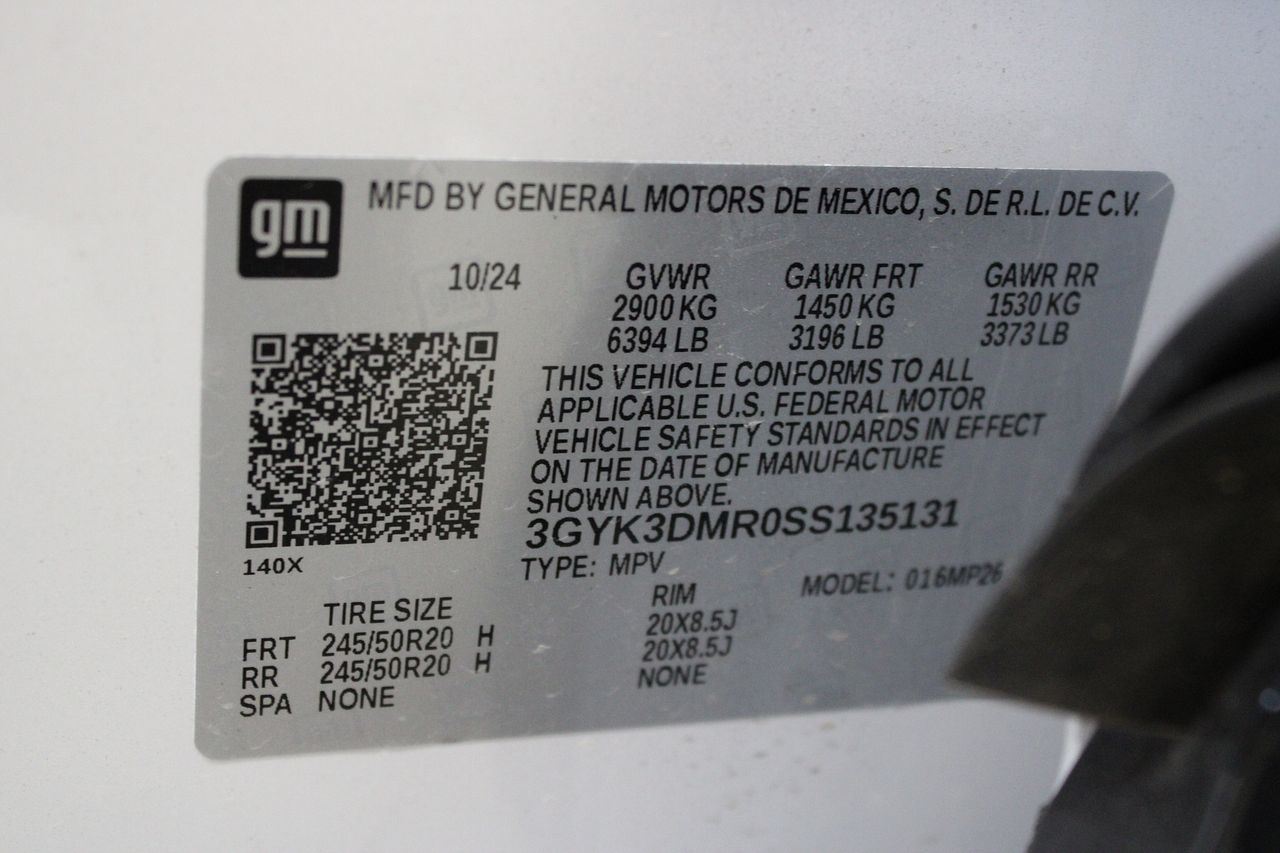 gm
MFD BY GENERAL MOTORS DE MEXICO, S. DE R.L. DE C.V.
10/24 GVWR GAWR FRT GAWR RR
2900 KG 1450 KG 1530 KG
6394 LB 3196 LB 3373 LB
THIS VEHICLE CONFORMS TO ALL
APPLICABLE U.S. FEDERAL MOTOR
VEHICLE SAFETY STANDARDS IN EFFECT
ON THE DATE OF MANUFACTURE
SHOWN ABOVE.
3GYK3DMR0SS135131
140X
TYPE: MPV MODEL: 016MP26
TIRE SIZE RIM
FRT 245/50R20 H 20X8.5J
RR 245/50R20 H 20X8.5J
SPA NONE NONE